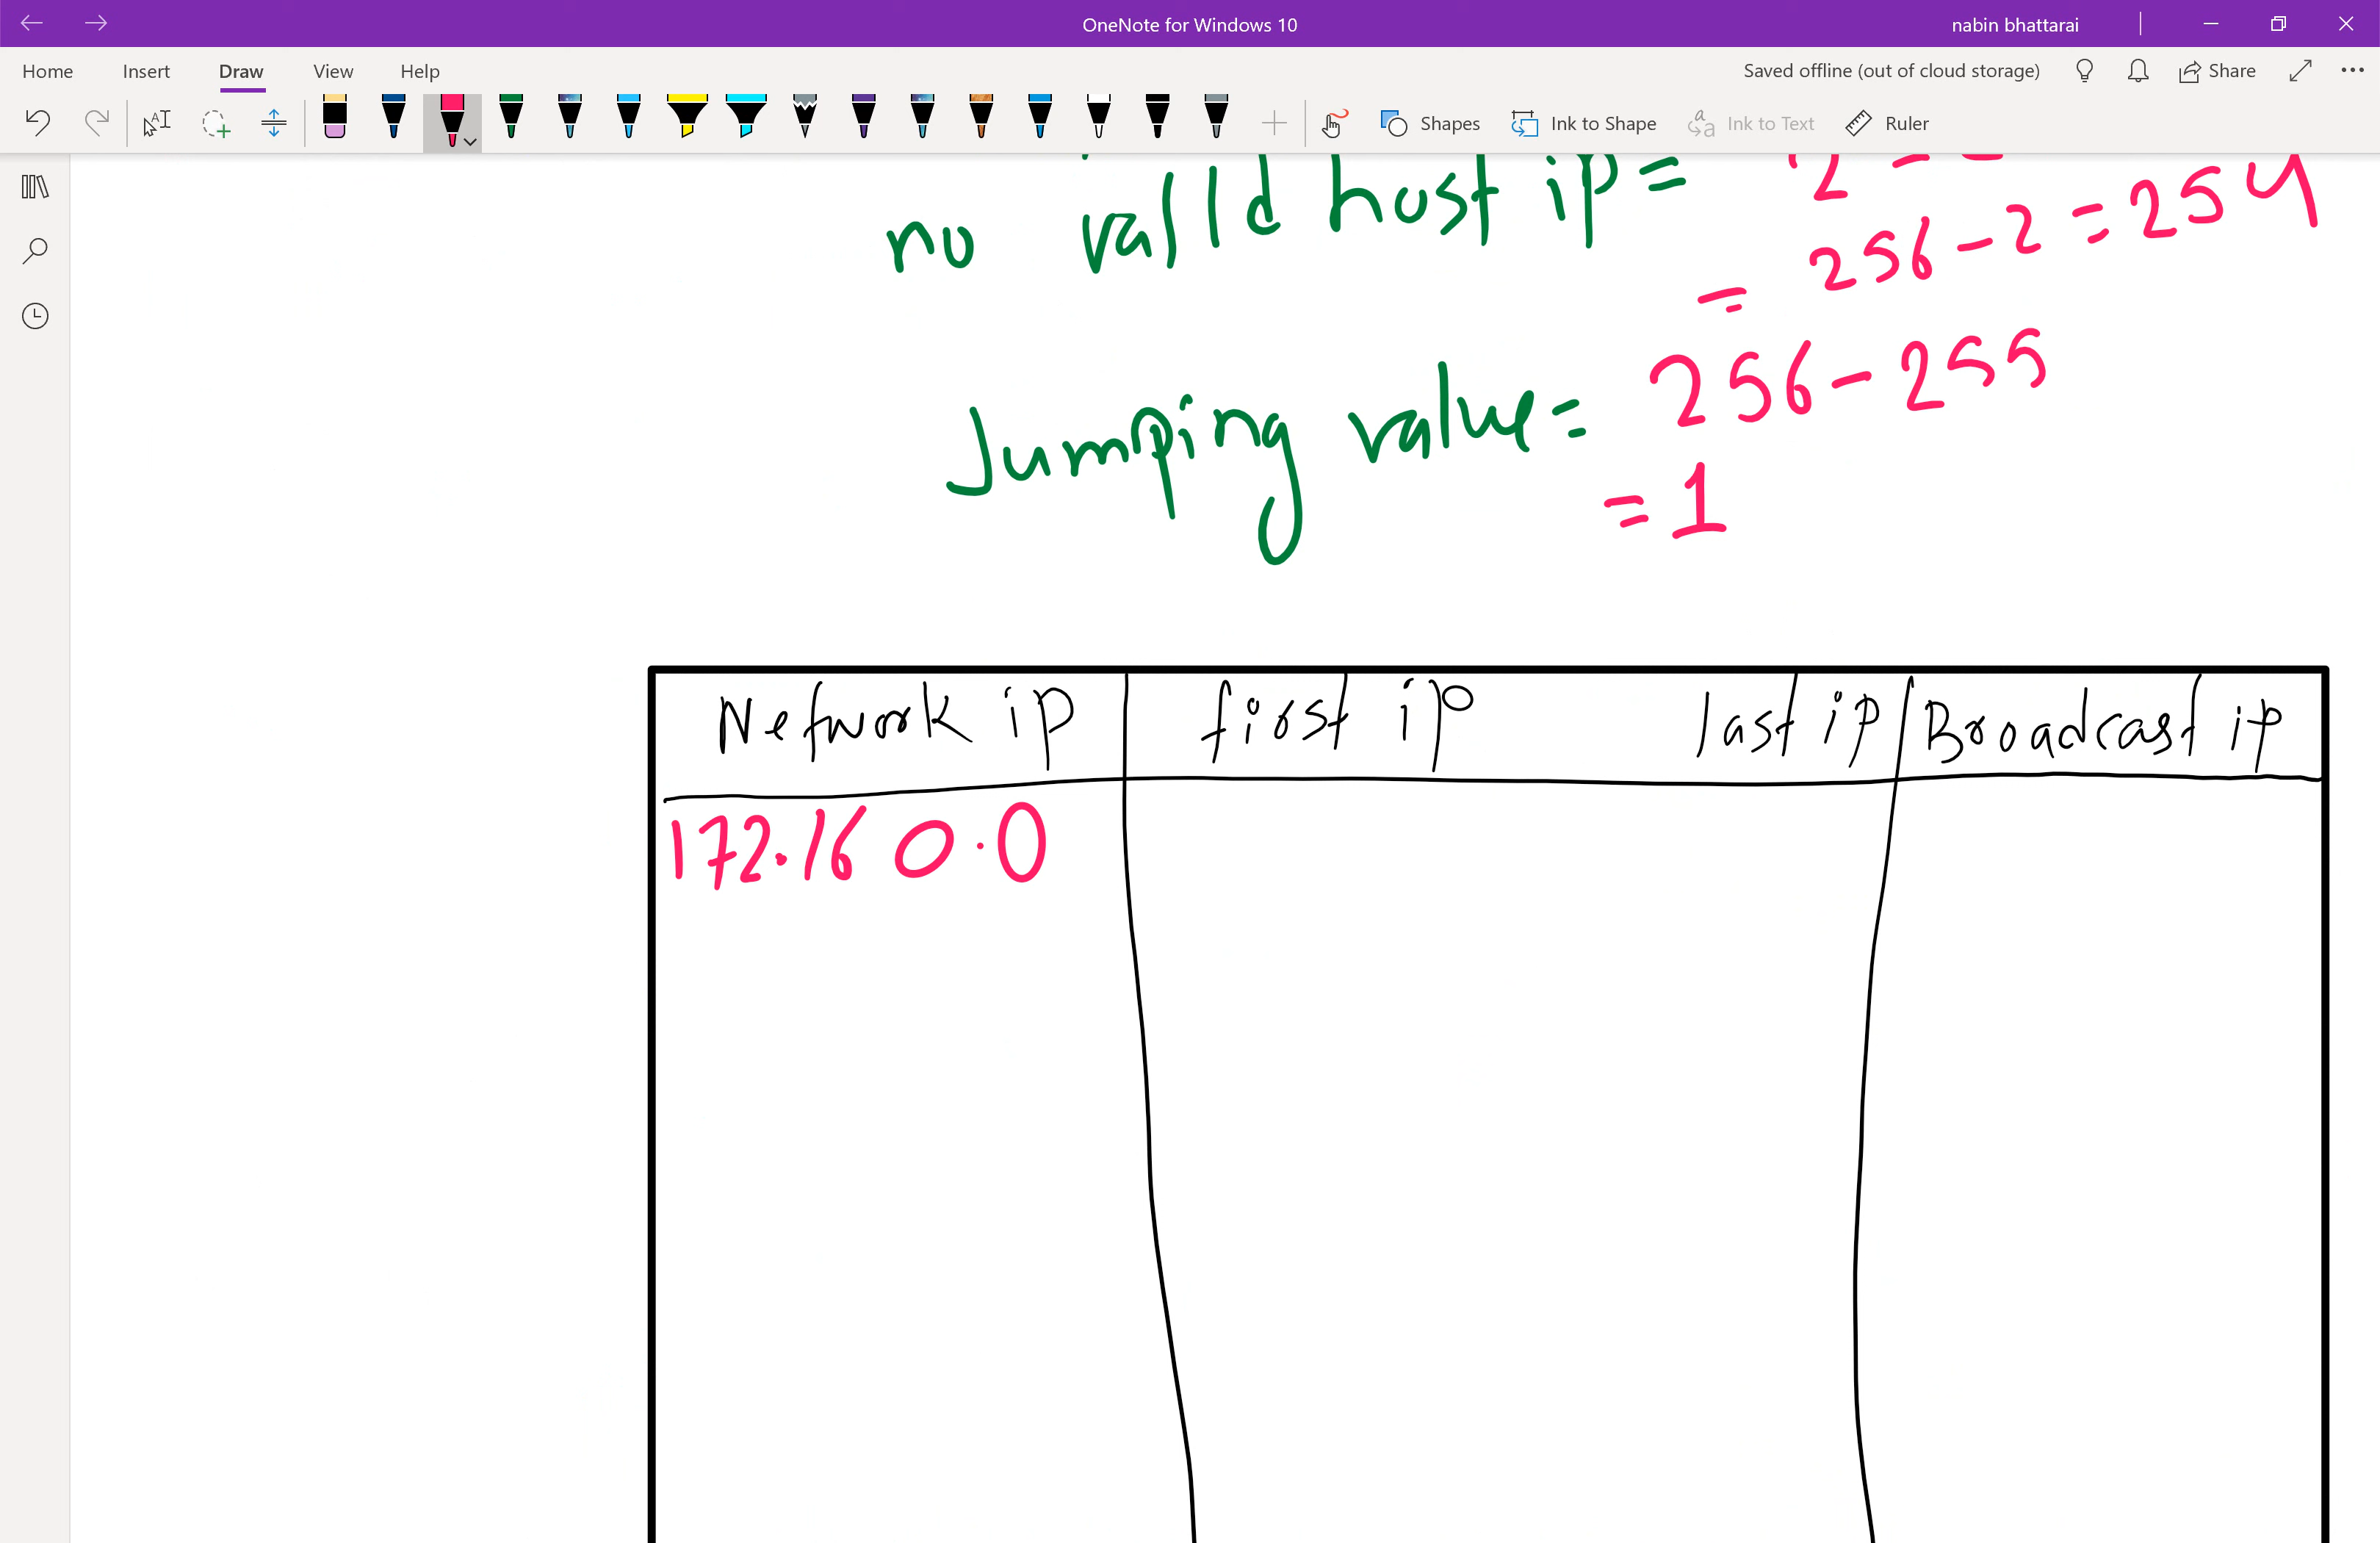 OneNote for Windows 10
nabin bhattarai
Home Insert Draw View Help
Saved offline (out of cloud storage) Share
Shapes Ink to Shape Ink to Text Ruler
no valid host ip =
= 256 - 2 = 254
Jumping value = 256 - 255
= 1
Network ip first ip last ip Broadcast ip
172.16 0.0